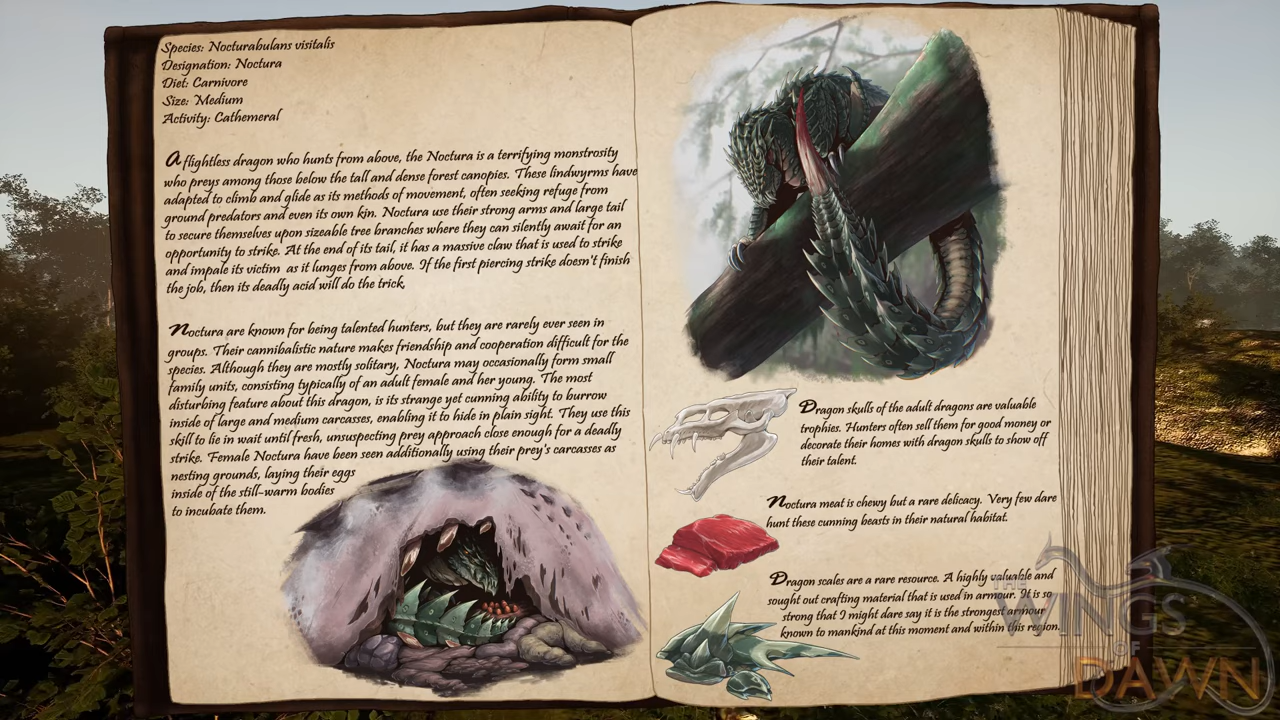 Species: Nocturabulans visitalis
Designation: Noctura
Diet: Carnivore
Size: Medium
Activity: Cathemeral
A flightless dragon who hunts from above, the Noctura is a terrifying monstrosity
who preys among those below the tall and dense forest canopies. These lindwyrms have
adapted to climb and glide as its methods of movement, often seeking refuge from
ground predators and even its own kin. Noctura use their strong arms and large tail
to secure themselves upon sizeable tree branches where they can silently await for an
opportunity to strike. At the end of its tail, it has a massive claw that is used to strike
and impale its victim as it lunges from above. If the first piercing strike doesn't finish
the job, then its deadly acid will do the trick.
Noctura are known for being talented hunters, but they are rarely ever seen in
groups. Their cannibalistic nature makes friendship and cooperation difficult for the
species. Although they are mostly solitary, Noctura may occasionally form small
family units, consisting typically of an adult female and her young. The most
disturbing feature about this dragon, is its strange yet cunning ability to burrow
inside of large and medium carcasses, enabling it to hide in plain sight. They use this
skill to lie in wait until fresh, unsuspecting prey approach close enough for a deadly
strike. Female Noctura have been seen additionally using their prey's carcasses as
nesting grounds, laying their eggs
inside of the still-warm bodies
to incubate them.
Dragon skulls of the adult dragons are valuable
trophies. Hunters often sell them for good money or
decorate their homes with dragon skulls to show off
their talent.
Noctura meat is chewy but a rare delicacy. Very few dare
hunt these cunning beasts in their natural habitat.
Dragon scales are a rare resource. A highly valuable and
sought out crafting material that is used in armour. It is so
strong that I might dare say it is the strongest armour
known to mankind at this moment and within this region.
THE
WINGS
OF
DAWN